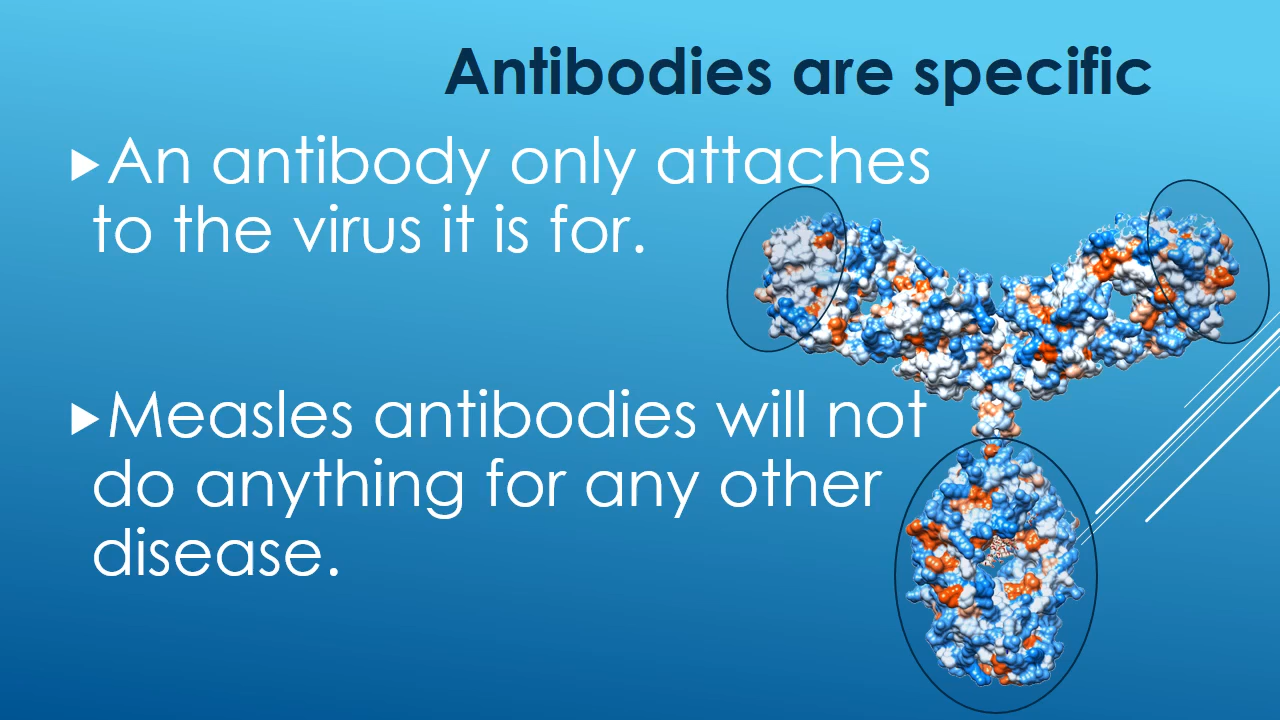 Antibodies are specific
▶An antibody only attaches
to the virus it is for.
▶Measles antibodies will not
do anything for any other
disease.